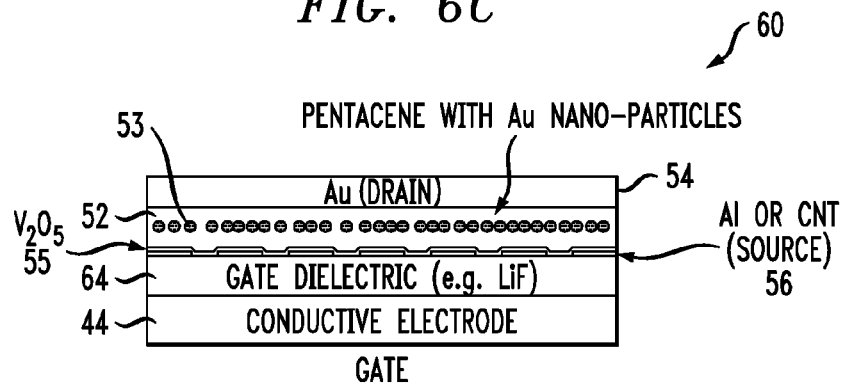 FIG. 6C
60
PENTACENE WITH Au NANO-PARTICLES
53
Au (DRAIN)
54
52
V2O5
55
Al OR CNT
(SOURCE)
56
64
GATE DIELECTRIC (e.g. LiF)
44
CONDUCTIVE ELECTRODE
GATE